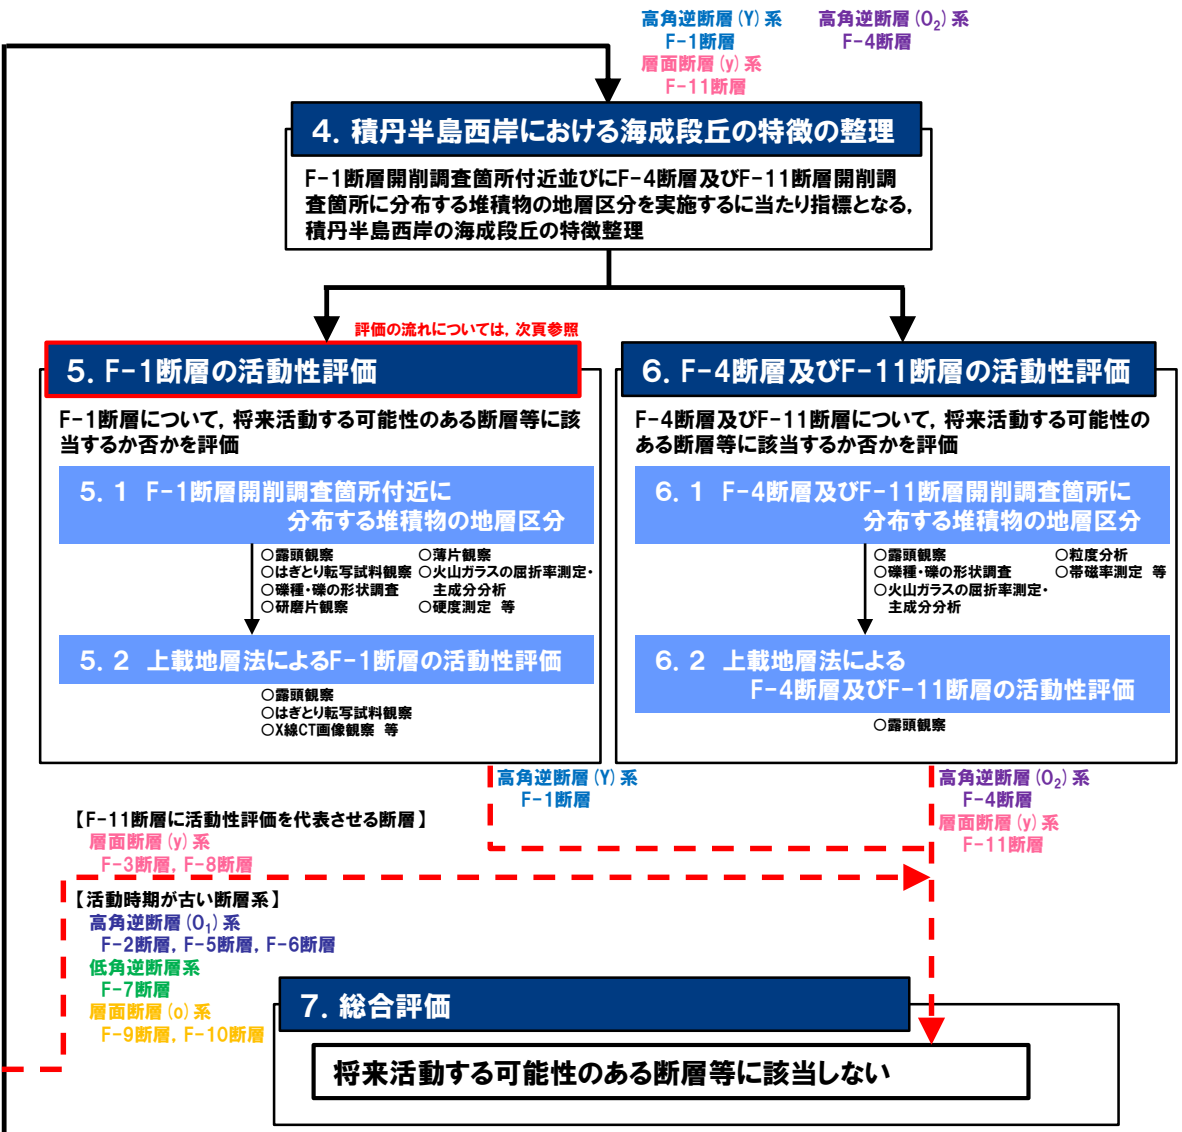 高角逆断層(Y)系
F-1断層
層面断層(y)系
F-11断層
高角逆断層(O₂)系
F-4断層
4. 積丹半島西岸における海成段丘の特徴の整理
F-1断層開削調査箇所付近並びにF-4断層及びF-11断層開削調
査箇所に分布する堆積物の地層区分を実施するに当たり指標となる,
積丹半島西岸の海成段丘の特徴整理
評価の流れについては, 次頁参照
5. F-1断層の活動性評価
F-1断層について, 将来活動する可能性のある断層等に該
当するか否かを評価
5. 1 F-1断層開削調査箇所付近に
分布する堆積物の地層区分
○露頭観察
○はぎとり転写試料観察
○礫種・礫の形状調査
○研磨片観察
○薄片観察
○火山ガラスの屈折率測定・
主成分分析
○硬度測定 等
5. 2 上載地層法によるF-1断層の活動性評価
○露頭観察
○はぎとり転写試料観察
○X線CT画像観察 等
6. F-4断層及びF-11断層の活動性評価
F-4断層及びF-11断層について, 将来活動する可能性の
ある断層等に該当するか否かを評価
6. 1 F-4断層及びF-11断層開削調査箇所に
分布する堆積物の地層区分
○露頭観察
○礫種・礫の形状調査
○火山ガラスの屈折率測定・
主成分分析
○粒度分析
○帯磁率測定 等
6. 2 上載地層法による
F-4断層及びF-11断層の活動性評価
○露頭観察
高角逆断層(Y)系
F-1断層
高角逆断層(O₂)系
F-4断層
層面断層(y)系
F-11断層
【F-11断層に活動性評価を代表させる断層】
層面断層(y)系
F-3断層, F-8断層
【活動時期が古い断層系】
高角逆断層(O₁)系
F-2断層, F-5断層, F-6断層
低角逆断層系
F-7断層
層面断層(o)系
F-9断層, F-10断層
7. 総合評価
将来活動する可能性のある断層等に該当しない